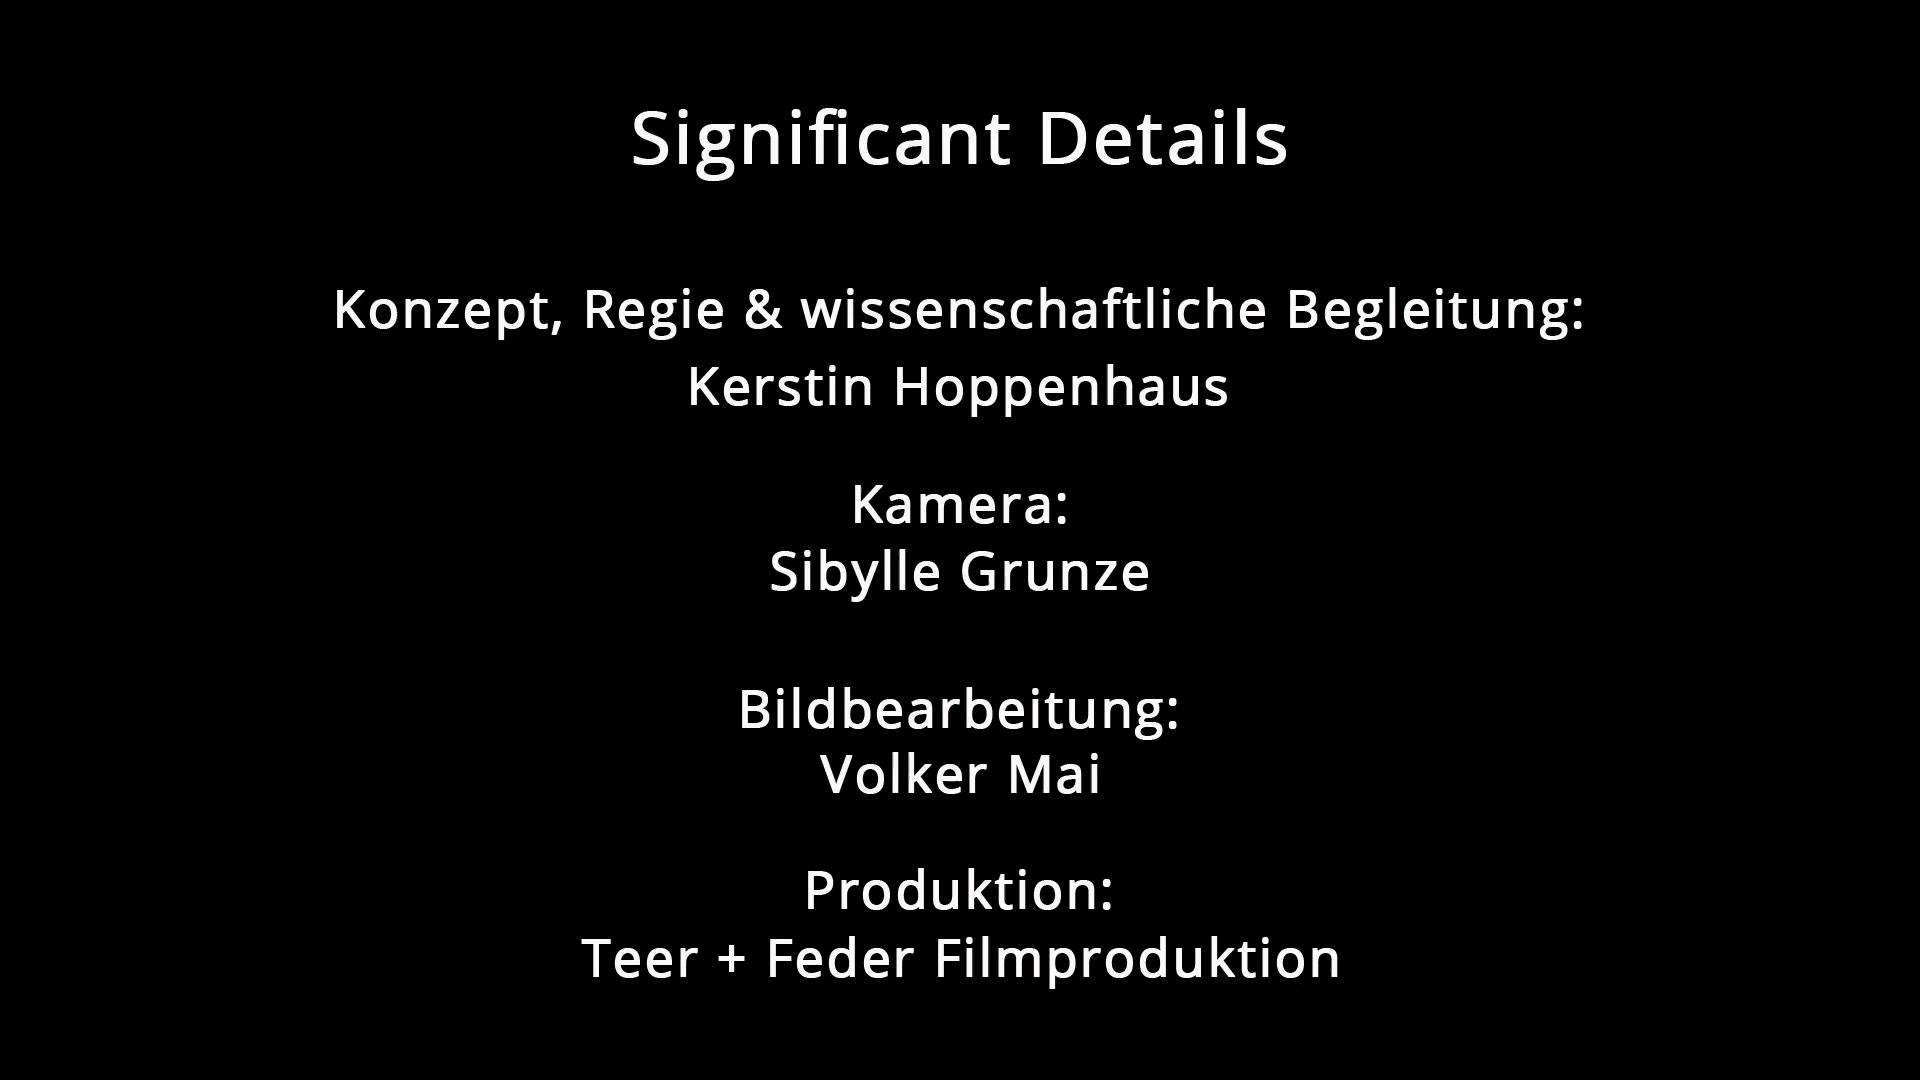 Significant Details
Konzept, Regie & wissenschaftliche Begleitung:
Kerstin Hoppenhaus
Kamera:
Sibylle Grunze
Bildbearbeitung:
Volker Mai
Produktion:
Teer + Feder Filmproduktion